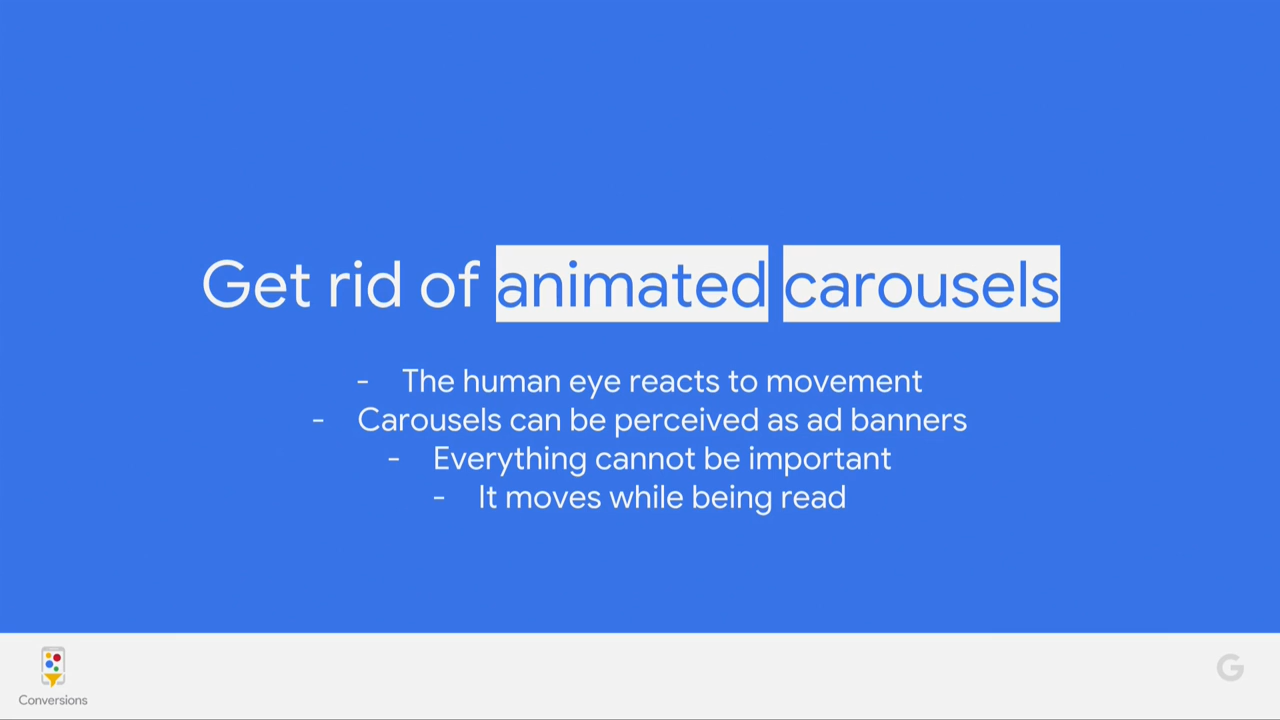 Get rid of animated carousels
- The human eye reacts to movement
- Carousels can be perceived as ad banners
- Everything cannot be important
- It moves while being read
Conversions
G